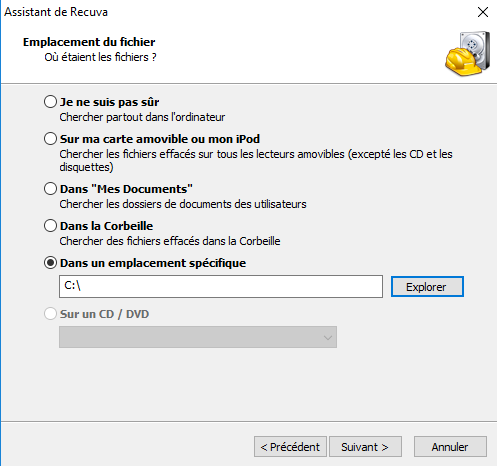 Assistant de Recuva
Emplacement du fichier
Où étaient les fichiers ?
Je ne suis pas sûr
Chercher partout dans l'ordinateur
Sur ma carte amovible ou mon iPod
Chercher les fichiers effacés sur tous les lecteurs amovibles (excepté les CD et les
disquettes)
Dans "Mes Documents"
Chercher les dossiers de documents des utilisateurs
Dans la Corbeille
Chercher des fichiers effacés dans la Corbeille
Dans un emplacement spécifique
C:\
Explorer
Sur un CD / DVD
< Précédent
Suivant >
Annuler